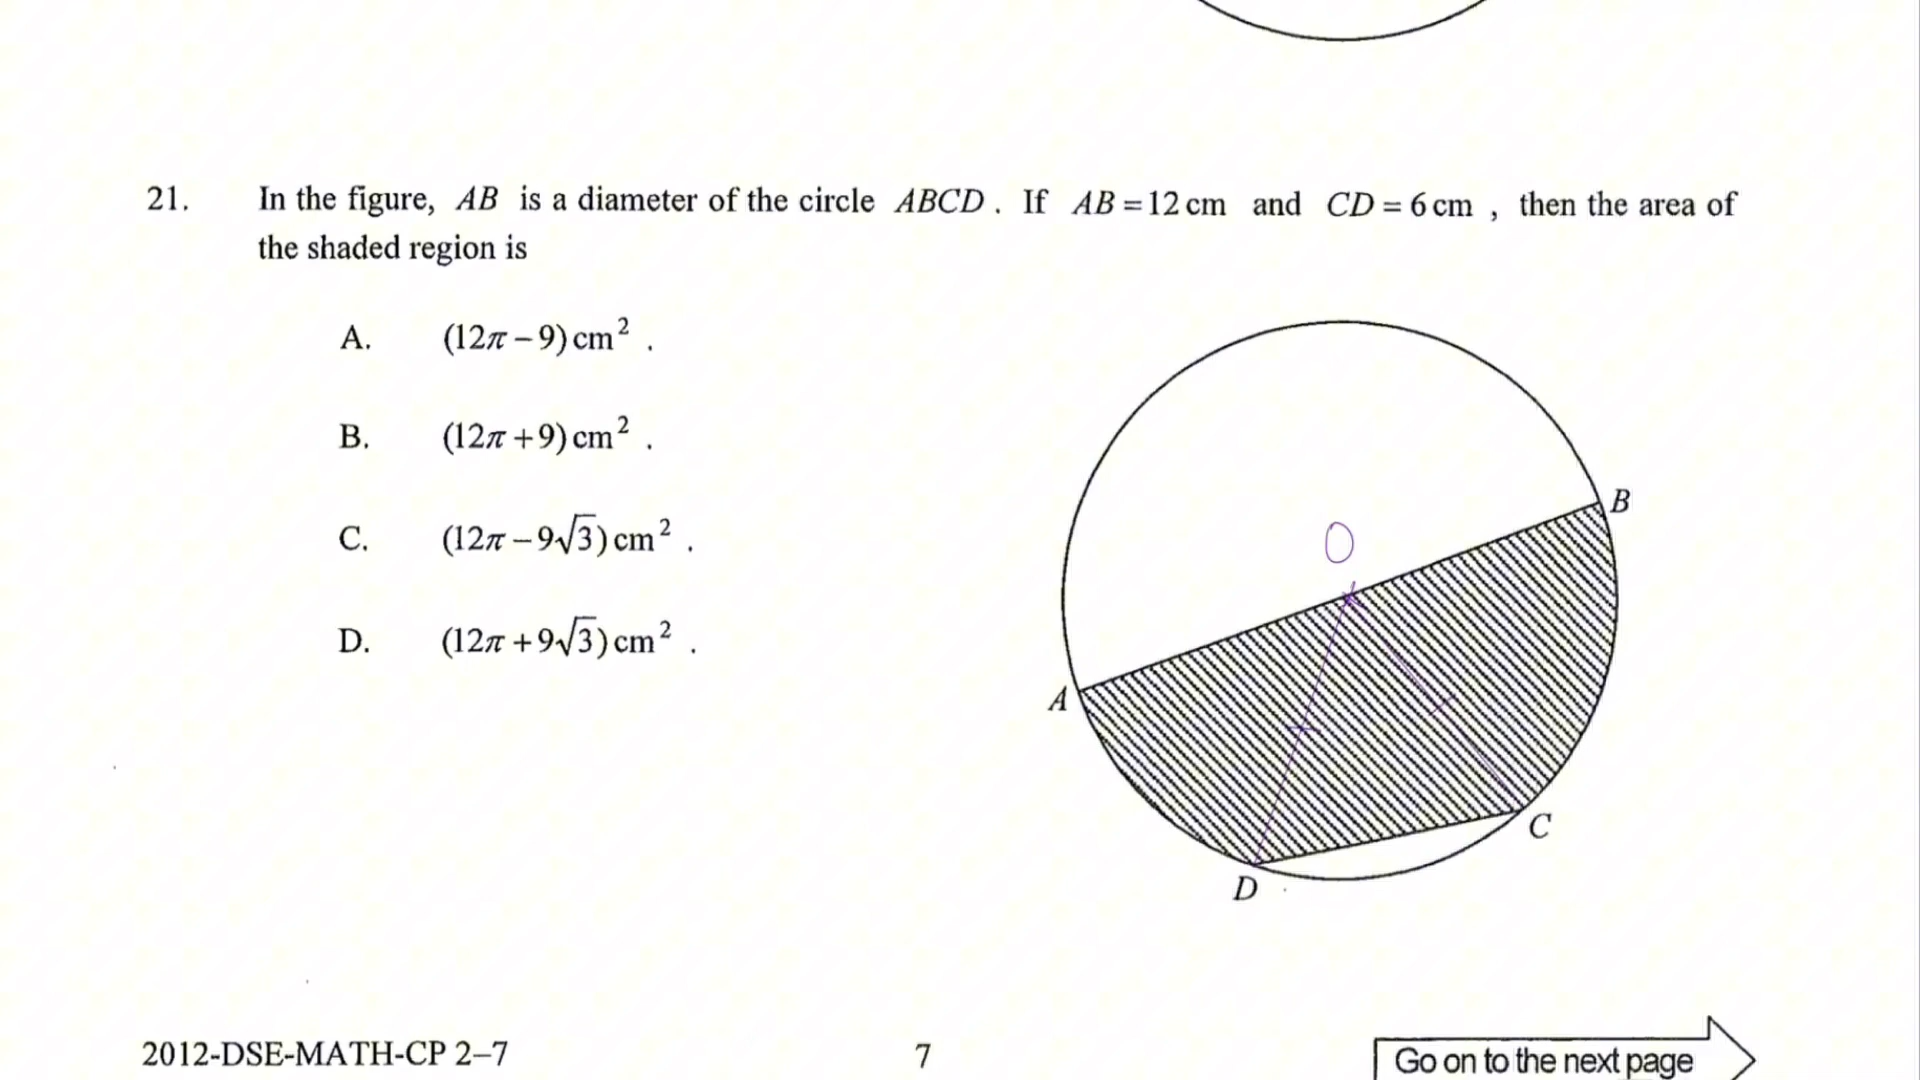 21. In the figure, AB is a diameter of the circle ABCD. If AB = 12 cm and CD = 6 cm, then the area of
the shaded region is
A. (12π − 9) cm².
B. (12π + 9) cm².
C. (12π − 9√3) cm².
D. (12π + 9√3) cm².
B
O
A
C
D
2012-DSE-MATH-CP 2–7
7
Go on to the next page